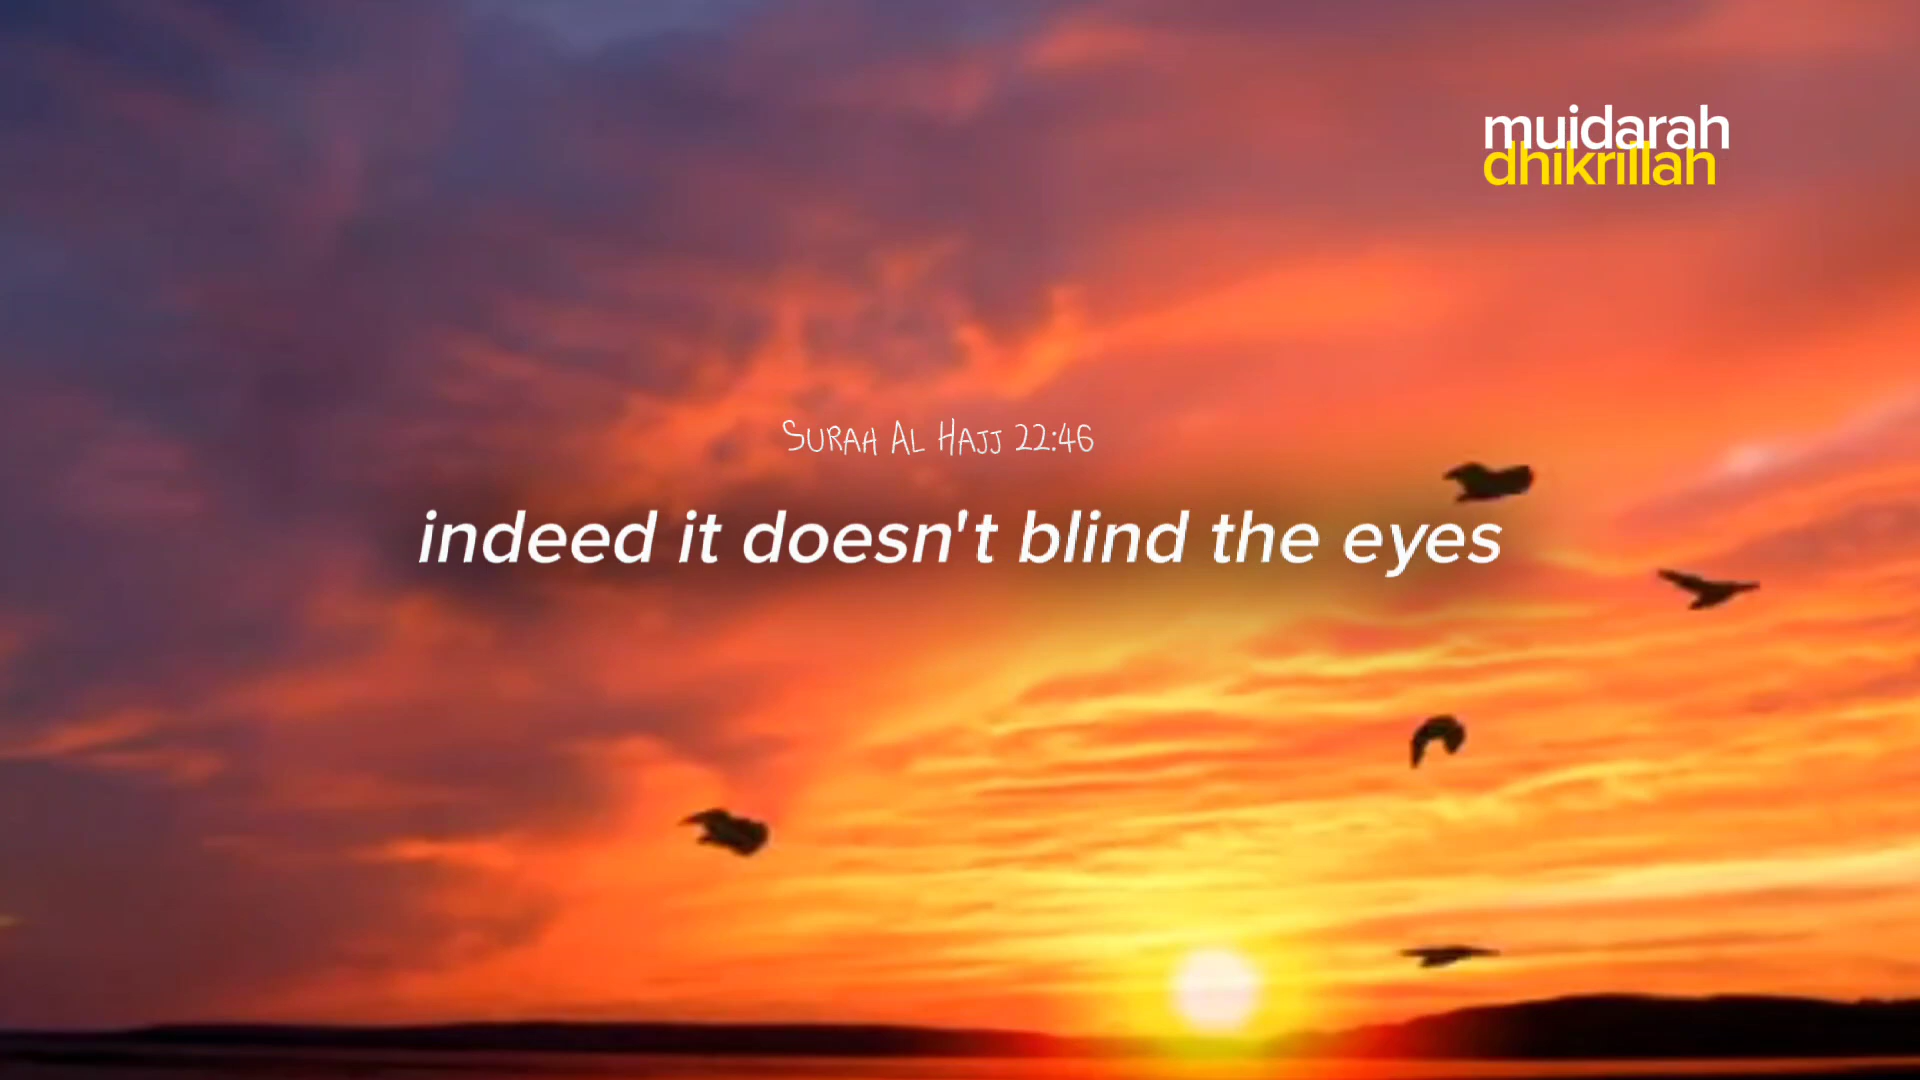 muidarah
dhikrillah
SURAH AL HAJJ 22:46
indeed it doesn't blind the eyes